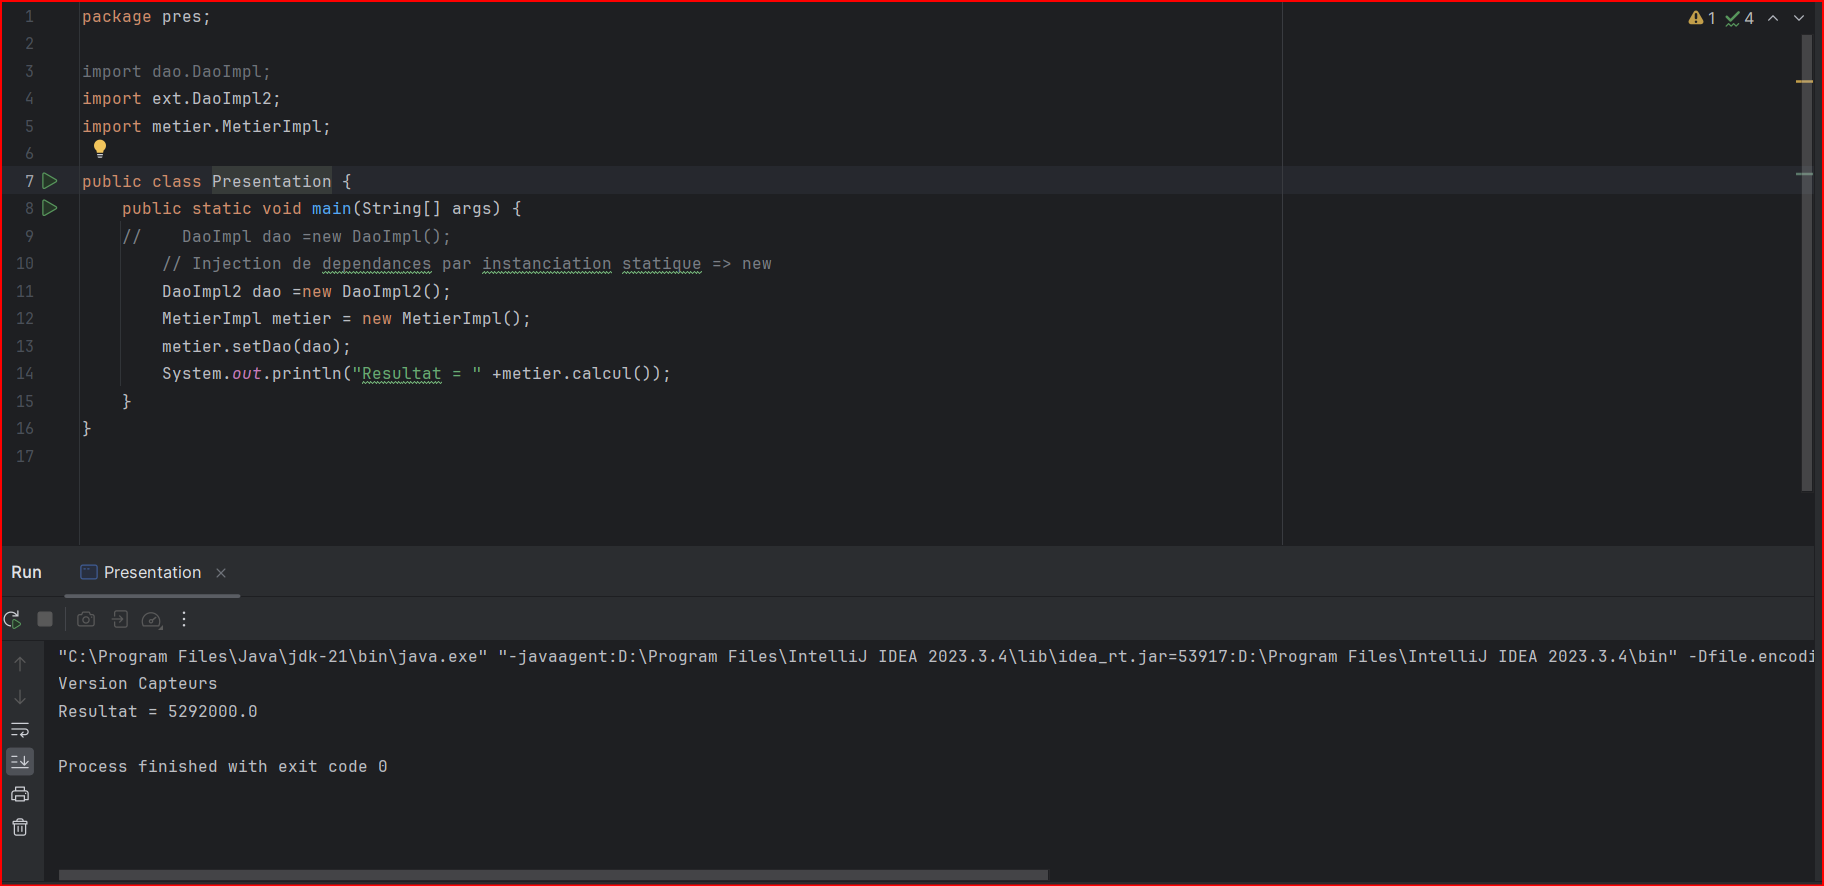 1 package pres;
2
3 import dao.DaoImpl;
4 import ext.DaoImpl2;
5 import metier.MetierImpl;
6
7 public class Presentation {
8 public static void main(String[] args) {
9 //    DaoImpl dao =new DaoImpl();
10 // Injection de dependances par instanciation statique => new
11 DaoImpl2 dao =new DaoImpl2();
12 MetierImpl metier = new MetierImpl();
13 metier.setDao(dao);
14 System.out.println("Resultat = " +metier.calcul());
15 }
16 }
17
1 4
Run Presentation
"C:\Program Files\Java\jdk-21\bin\java.exe" "-javaagent:D:\Program Files\IntelliJ IDEA 2023.3.4\lib\idea_rt.jar=53917:D:\Program Files\IntelliJ IDEA 2023.3.4\bin" -Dfile.encodi
Version Capteurs
Resultat = 5292000.0
Process finished with exit code 0